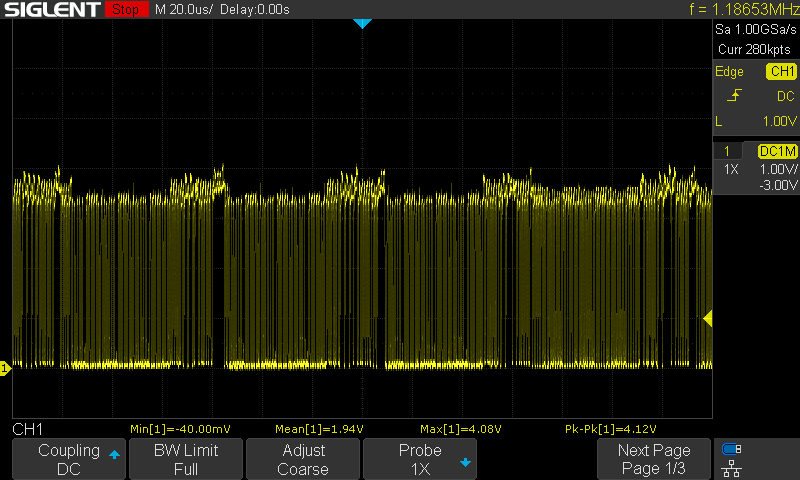 SIGLENT Stop M 20.0us/ Delay:0.00s f = 1.18653MHz
Sa 1.00GSa/s
Curr 280kpts
Edge CH1
DC
L 1.00V
1 DC1M
1X 1.00V/
-3.00V
1
CH1 Min[1]=-40.00mV Mean[1]=1.94V Max[1]=4.08V Pk-Pk[1]=4.12V
Coupling BW Limit Adjust Probe Next Page
DC Full Coarse 1X Page 1/3